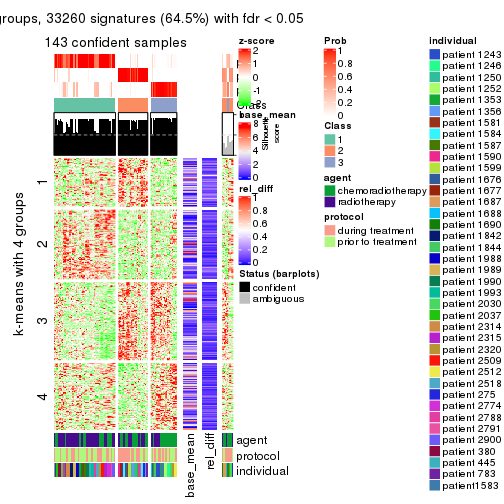 groups, 33260 signatures (64.5%) with fdr < 0.05
143 confident samples
Class
Silhouette score
1
2
3
4
k-means with 4 groups
agent
protocol
individual
base_mean
rel_diff
z-score
2
1
0
-1
-2
base_mean
8
6
4
2
0
rel_diff
1
0.8
0.6
0.4
0.2
0
Status (barplots)
confident
ambiguous
Prob
1
0.8
0.6
0.4
0.2
0
Class
1
2
3
agent
chemoradiotherapy
radiotherapy
protocol
during treatment
prior to treatment
individual
patient 1243
patient 1246
patient 1250
patient 1252
patient 1353
patient 1356
patient 1581
patient 1584
patient 1587
patient 1590
patient 1599
patient 1676
patient 1677
patient 1687
patient 1688
patient 1690
patient 1842
patient 1844
patient 1988
patient 1989
patient 1990
patient 1993
patient 2030
patient 2037
patient 2314
patient 2315
patient 2320
patient 2509
patient 2512
patient 2518
patient 275
patient 2774
patient 2788
patient 2791
patient 2900
patient 380
patient 445
patient 783
patient1583